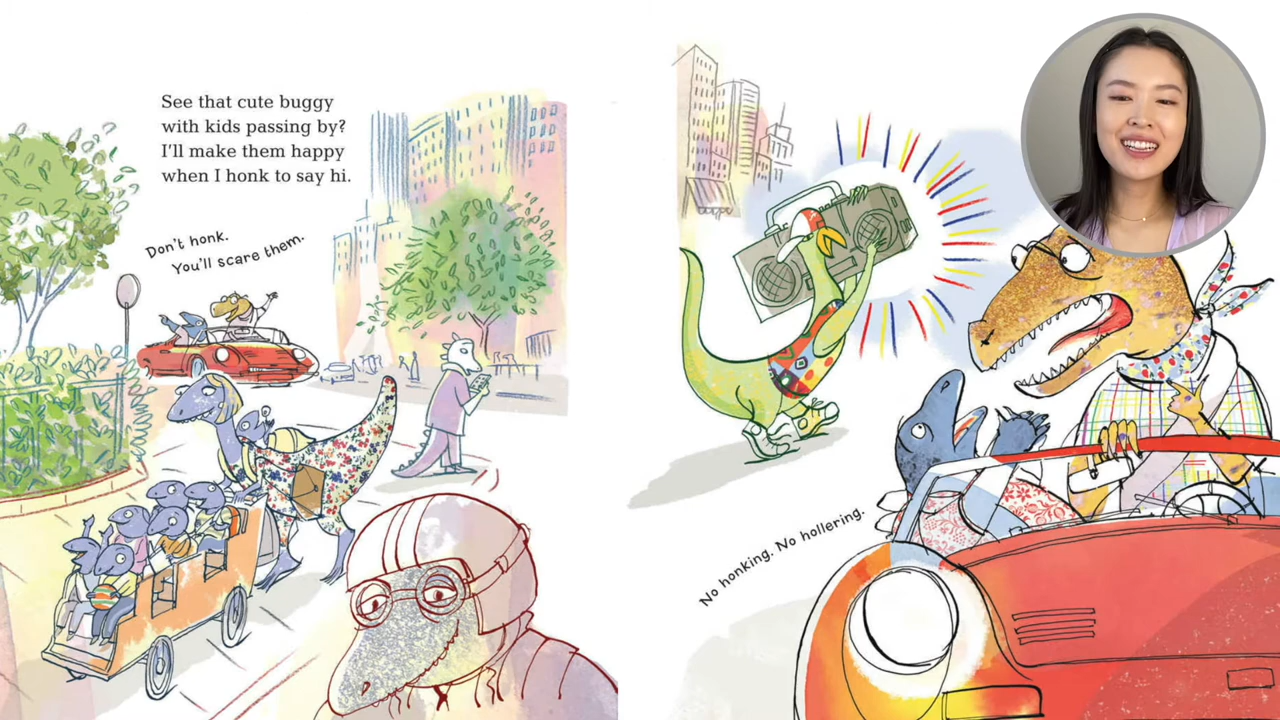 See that cute buggy
with kids passing by?
I'll make them happy
when I honk to say hi.
Don't honk.
You'll scare them.
No honking. No hollering.